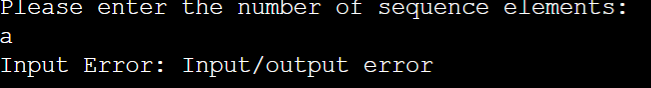 Please enter the number of sequence elements:
a
Input Error: Input/output error